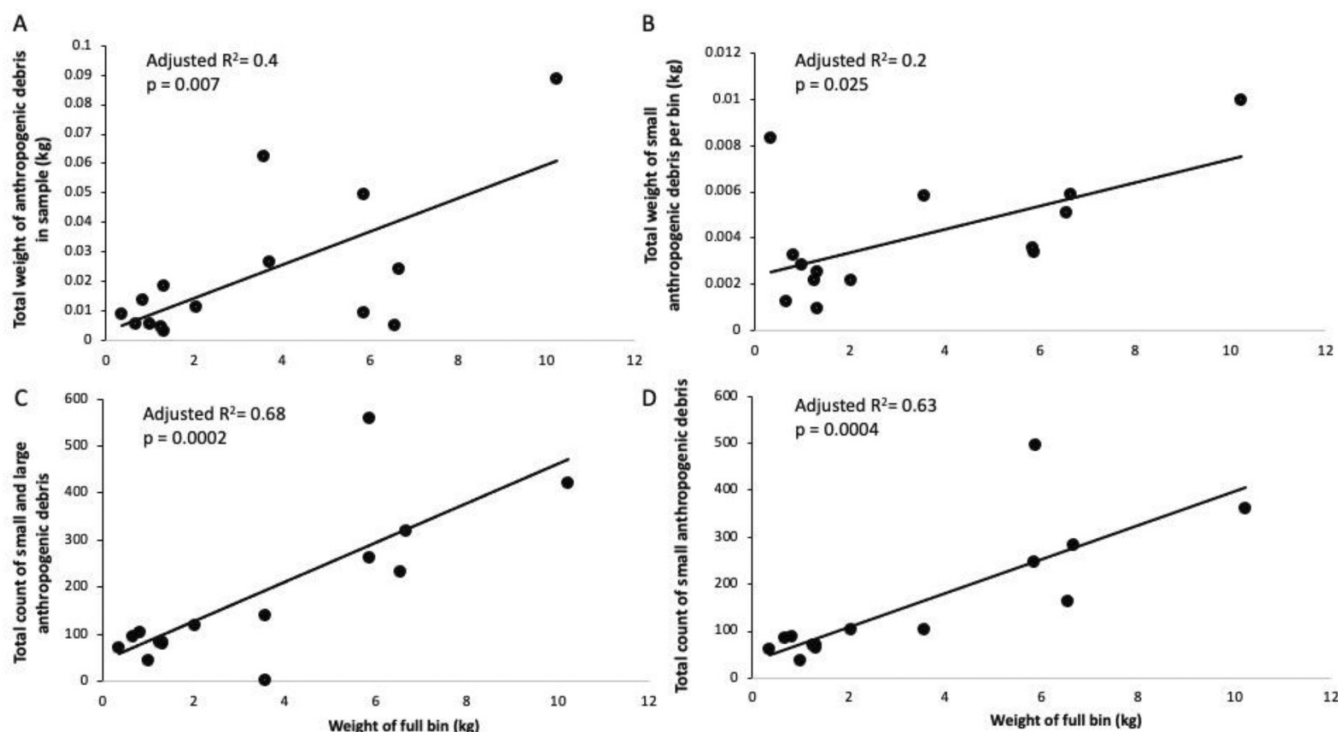 A
Adjusted R²= 0.4
p = 0.007
Total weight of anthropogenic debris
in sample (kg)
0.1
0.09
0.08
0.07
0.06
0.05
0.04
0.03
0.02
0.01
0
0 2 4 6 8 10 12
B
Adjusted R²= 0.2
p = 0.025
Total weight of small
anthropogenic debris per bin (kg)
0.012
0.01
0.008
0.006
0.004
0.002
0
0 2 4 6 8 10 12
C
Adjusted R²= 0.68
p = 0.0002
Total count of small and large
anthropogenic debris
600
500
400
300
200
100
0
0 2 4 6 8 10 12
Weight of full bin (kg)
D
Adjusted R²= 0.63
p = 0.0004
Total count of small anthropogenic debris
600
500
400
300
200
100
0
0 2 4 6 8 10 12
Weight of full bin (kg)